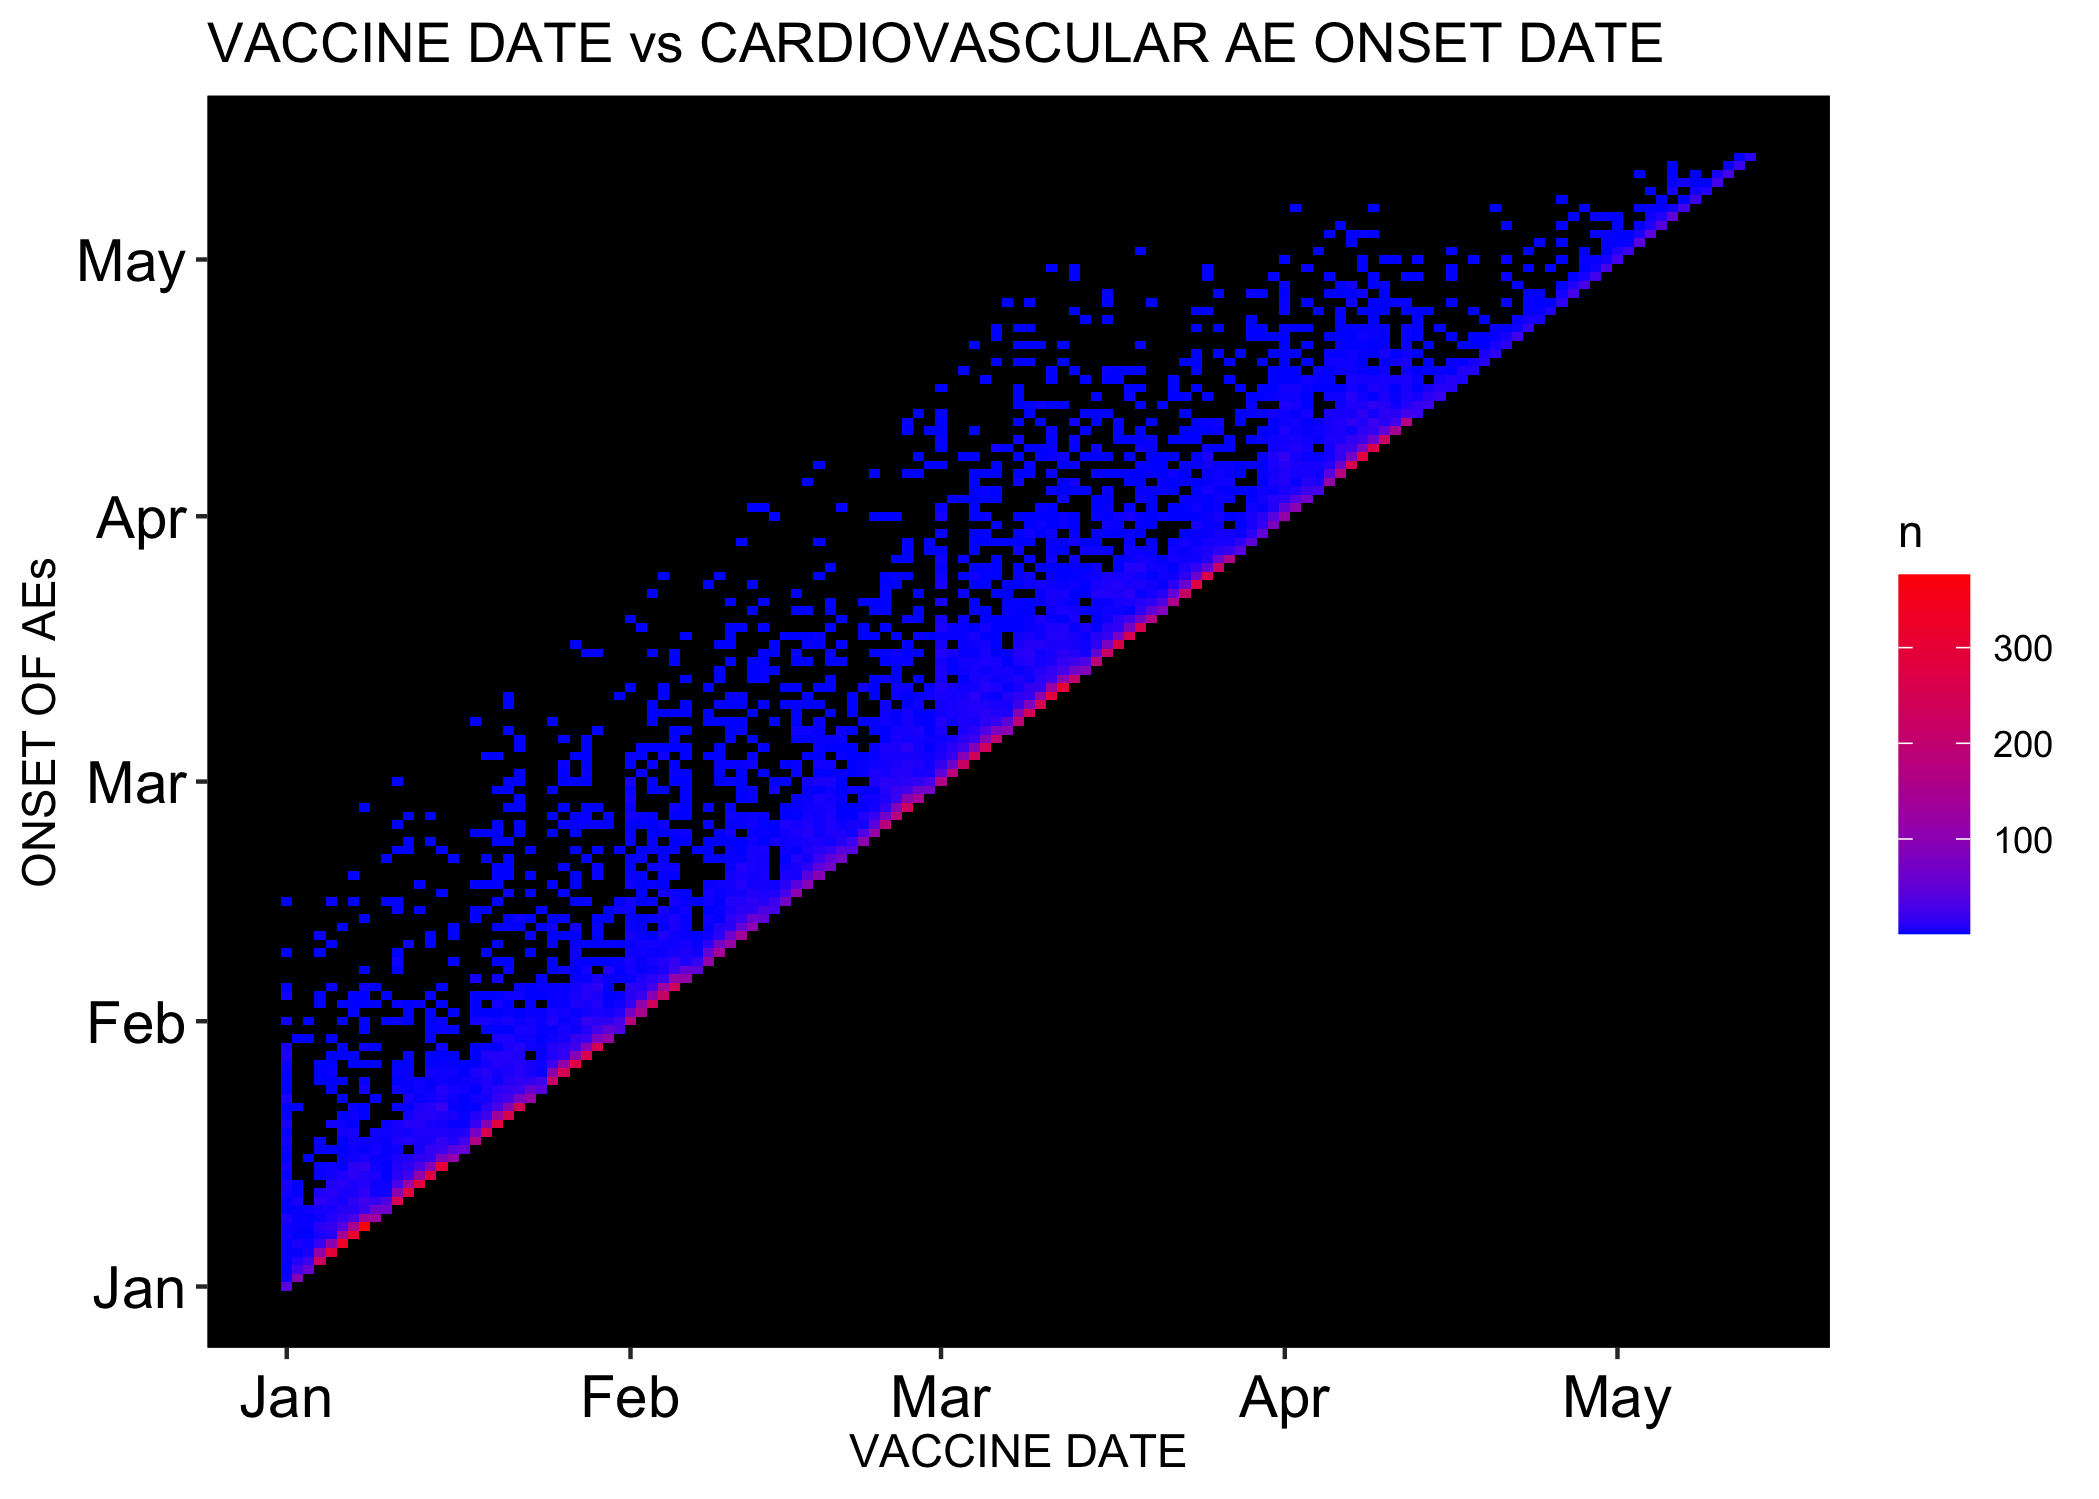 VACCINE DATE vs CARDIOVASCULAR AE ONSET DATE
ONSET OF AEs
May
Apr
Mar
Feb
Jan
Jan
Feb
Mar
Apr
May
VACCINE DATE
n
300
200
100